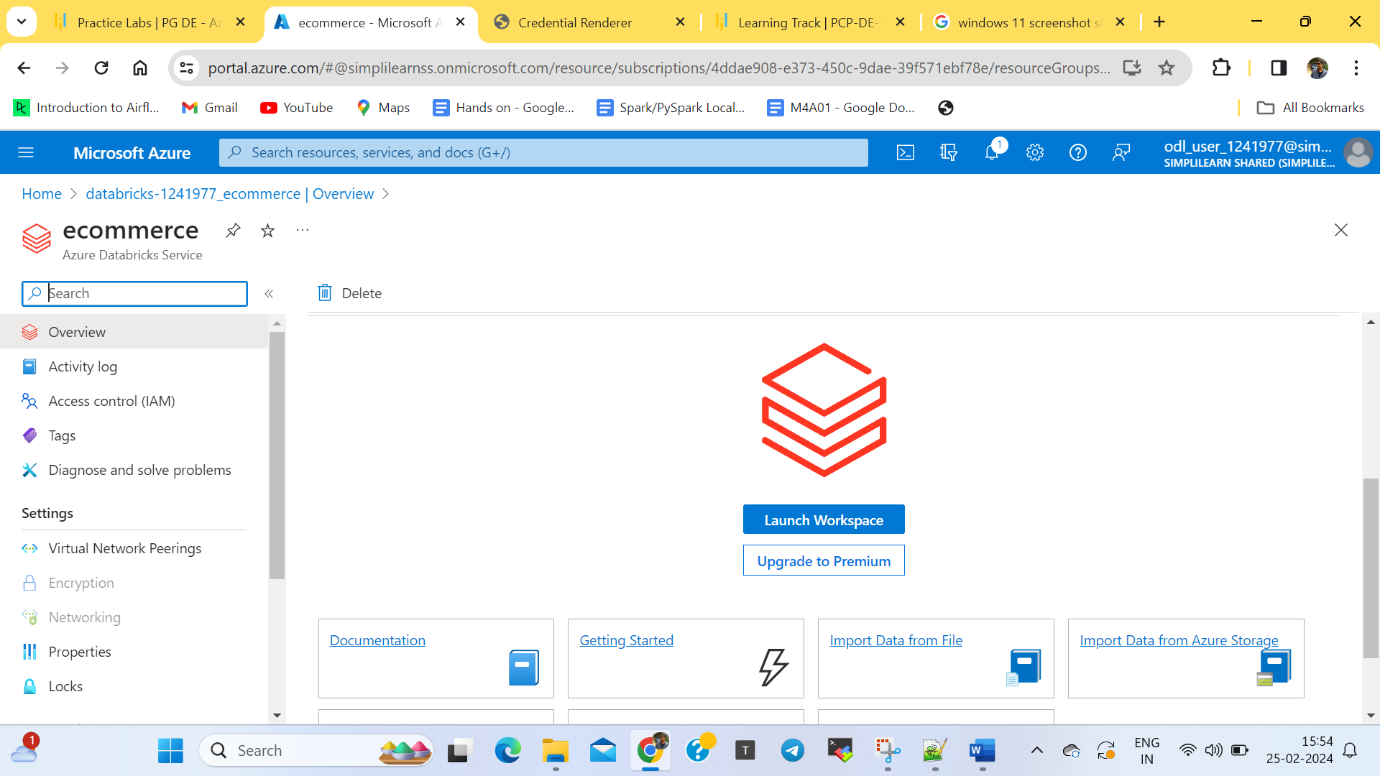 Practice Labs | PG DE - Az
ecommerce - Microsoft A
Credential Renderer
Learning Track | PCP-DE-
windows 11 screenshot s
portal.azure.com/#@simplilearnss.onmicrosoft.com/resource/subscriptions/4ddae908-e373-450c-9dae-39f571ebf78e/resourceGroups...
Introduction to Airfl...
Gmail
YouTube
Maps
Hands on - Google...
Spark/PySpark Local...
M4A01 - Google Do...
All Bookmarks
Microsoft Azure
Search resources, services, and docs (G+/)
1
odl_user_1241977@sim...
SIMPLILEARN SHARED (SIMPLILE...
Home > databricks-1241977_ecommerce | Overview >
ecommerce
...
Azure Databricks Service
Search
«
Delete
Overview
Activity log
Access control (IAM)
Tags
Diagnose and solve problems
Settings
Virtual Network Peerings
Encryption
Networking
Properties
Locks
Launch Workspace
Upgrade to Premium
Documentation
Getting Started
Import Data from File
Import Data from Azure Storage
1
Search
T
ENG
IN
15:54
25-02-2024